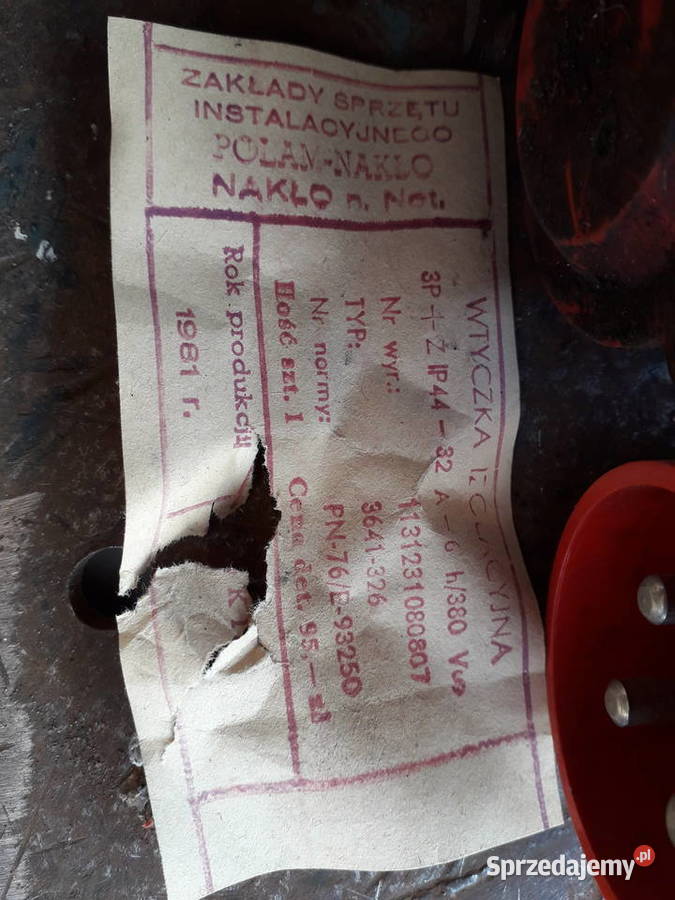 ZAKŁADY SPRZĘTU
INSTALACYJNEGO
POLAM-NAKŁO
NAKŁO n. Not.
WTYCZKA IZOLACYJNA
3P + Z IP44 – 32 A – 6 h/380 V~
Nr wyr.: 1131231080807
TYP: 3641-326
Nr normy: PN-76/E-93250
Ilość szt. 1 Cena det. 95,— zł
Rok produkcji
1981 r.
K
Sprzedajemy.pl